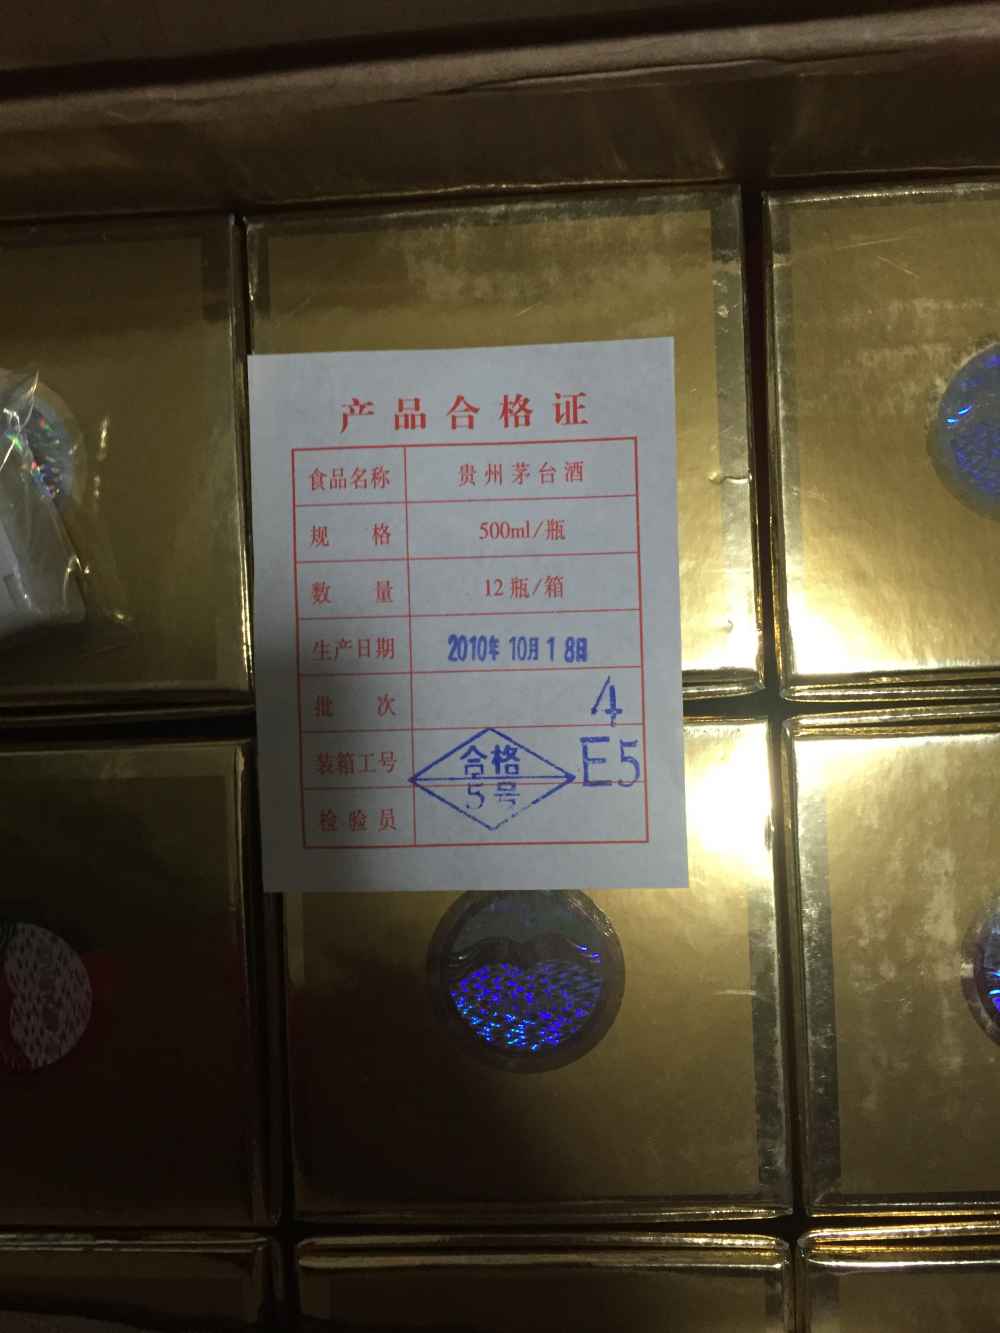 产品合格证
食品名称 贵州茅台酒
规 格 500ml/瓶
数 量 12瓶/箱
生产日期 2010年 10月 18日
批 次 4
装箱工号 合格 E5
5号
检验员